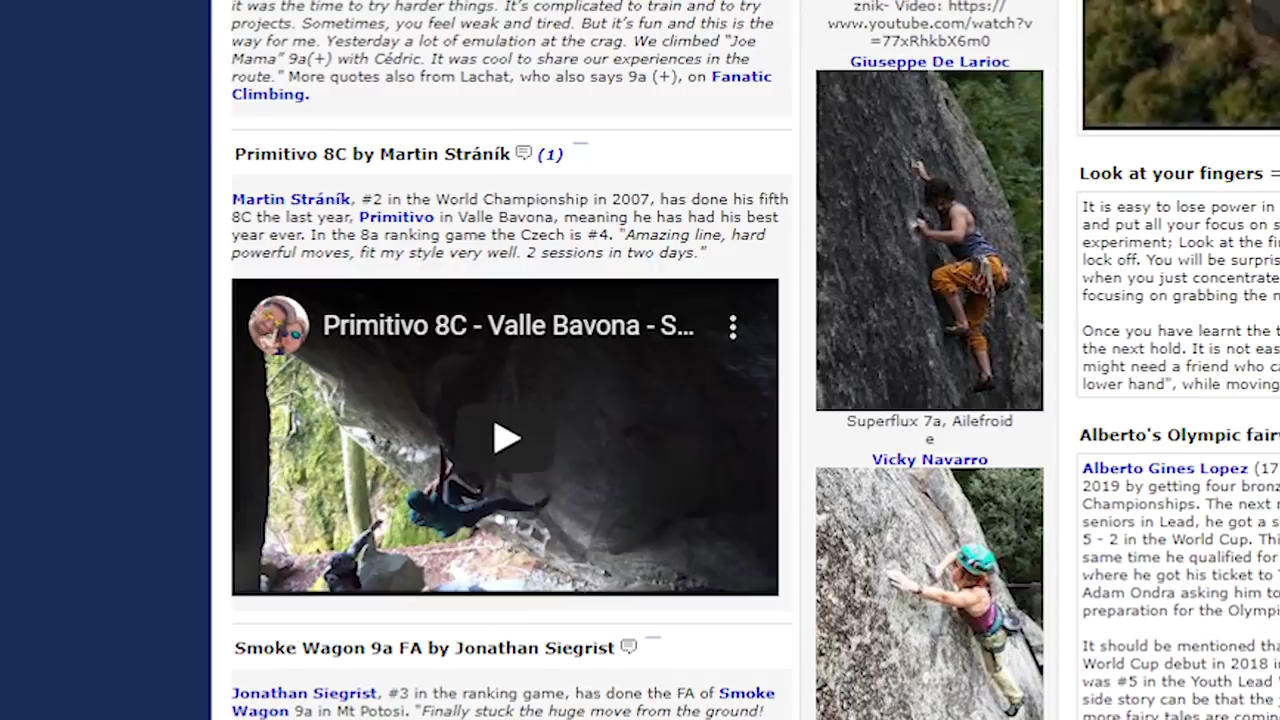 it was the time to try harder things. It's complicated to train and to try
projects. Sometimes, you feel weak and tired. But it's fun and this is the
way for me. Yesterday a lot of emulation at the crag. We climbed "Joe
Mama" 9a(+) with Cédric. It was cool to share our experiences in the
route." More quotes also from Lachat, who also says 9a (+), on Fanatic
Climbing.
Primitivo 8C by Martin Stráník (1)
Martin Stráník, #2 in the World Championship in 2007, has done his fifth
8C the last year, Primitivo in Valle Bavona, meaning he has had his best
year ever. In the 8a ranking game the Czech is #4. "Amazing line, hard
powerful moves, fit my style very well. 2 sessions in two days."
Primitivo 8C - Valle Bavona - S...
Smoke Wagon 9a FA by Jonathan Siegrist
Jonathan Siegrist, #3 in the ranking game, has done the FA of Smoke
Wagon 9a in Mt Potosi. "Finally stuck the huge move from the ground!
znik- Video: https://
www.youtube.com/watch?v
=77xRhkbX6m0
Giuseppe De Larioc
Superflux 7a, Ailefroid
e
Vicky Navarro
Look at your fingers =
It is easy to lose power in
and put all your focus on s
experiment; Look at the fi
lock off. You will be surpris
when you just concentrate
focusing on grabbing the n
Once you have learnt the t
the next hold. It is not eas
might need a friend who ca
lower hand", while moving
Alberto's Olympic fairy
Alberto Gines Lopez (17
2019 by getting four bronz
Championships. The next
seniors in Lead, he got a s
5 - 2 in the World Cup. Thi
same time he qualified for
where he got his ticket to
Adam Ondra asking him to
preparation for the Olympi
It should be mentioned tha
World Cup debut in 2018 i
was #5 in the Youth Lead
side story can be that the
more fairy tales are comin